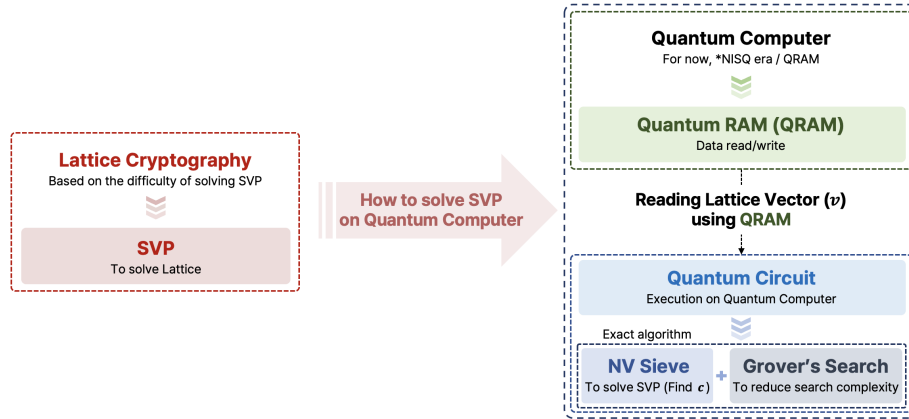 Lattice Cryptography
Based on the difficulty of solving SVP
SVP
To solve Lattice
How to solve SVP
on Quantum Computer
Quantum Computer
For now, *NISQ era / QRAM
Quantum RAM (QRAM)
Data read/write
Reading Lattice Vector (v)
using QRAM
Quantum Circuit
Execution on Quantum Computer
Exact algorithm
NV Sieve
To solve SVP (Find c)
+
Grover's Search
To reduce search complexity